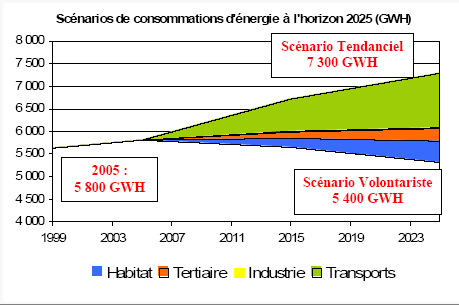 Scénarios de consommations d'énergie à l'horizon 2025 (GWH)
8 000
7 500
7 000
6 500
6 000
5 500
5 000
4 500
4 000
Scénario Tendanciel
7 300 GWH
2005 :
5 800 GWH
Scénario Volontariste
5 400 GWH
1999 2003 2007 2011 2015 2019 2023
Habitat Tertiaire Industrie Transports